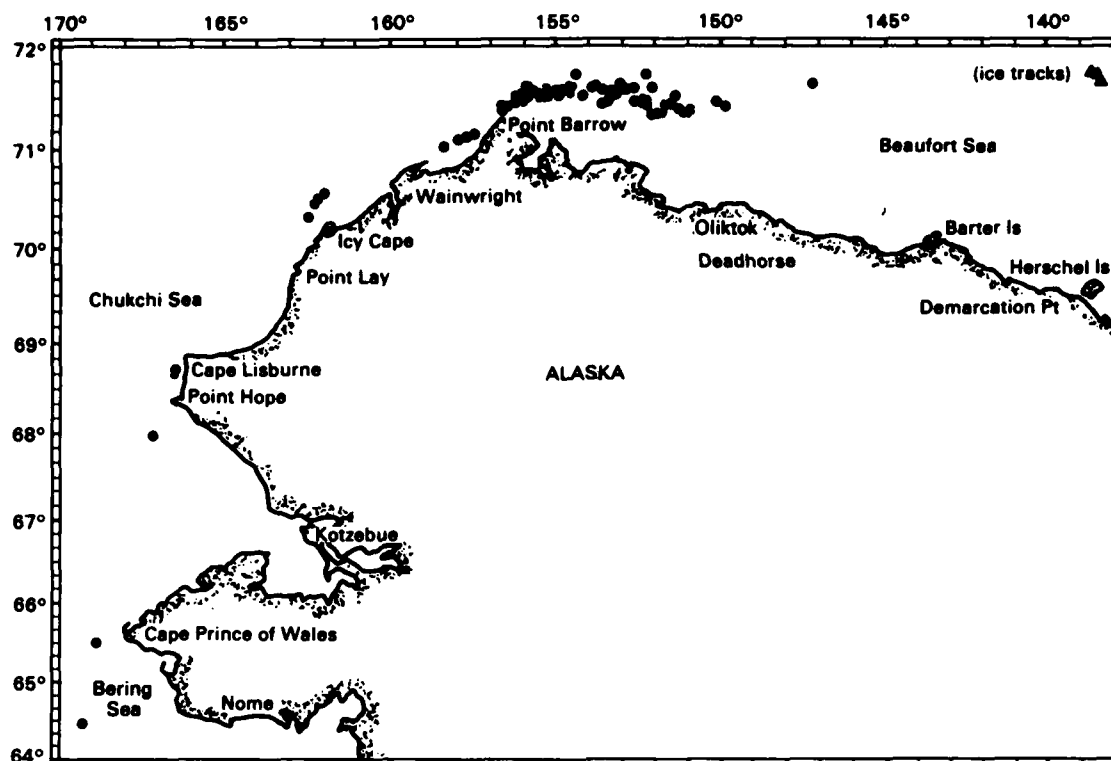 170° 165° 160° 155° 150° 145° 140°
72°
(ice tracks)
Point Barrow
Beaufort Sea
71°
Wainwright
Oliktok
Barter Is
70°
Icy Cape
Deadhorse
Herschel Is
Point Lay
Chukchi Sea
Demarcation Pt
69°
Cape Lisburne
ALASKA
Point Hope
68°
67°
Kotzebue
66°
Cape Prince of Wales
65°
Bering
Sea
Nome
64°